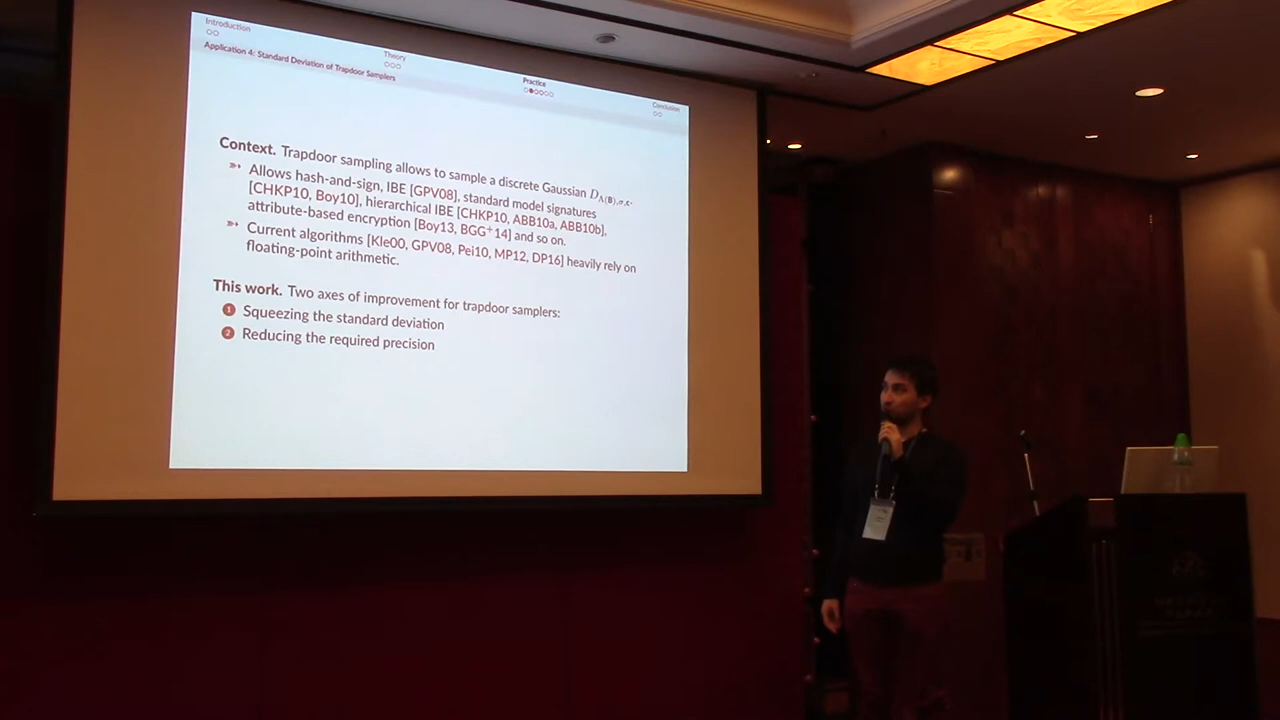 Introduction
Theory
Practice
Conclusion
Application 4: Standard Deviation of Trapdoor Samplers
Context. Trapdoor sampling allows to sample a discrete Gaussian D_{Λ(B),σ,c}.
Allows hash-and-sign, IBE [GPV08], standard model signatures
[CHKP10, Boy10], hierarchical IBE [CHKP10, ABB10a, ABB10b],
attribute-based encryption [Boy13, BGG+14] and so on.
Current algorithms [Kle00, GPV08, Pei10, MP12, DP16] heavily rely on
floating-point arithmetic.
This work. Two axes of improvement for trapdoor samplers:
1 Squeezing the standard deviation
2 Reducing the required precision